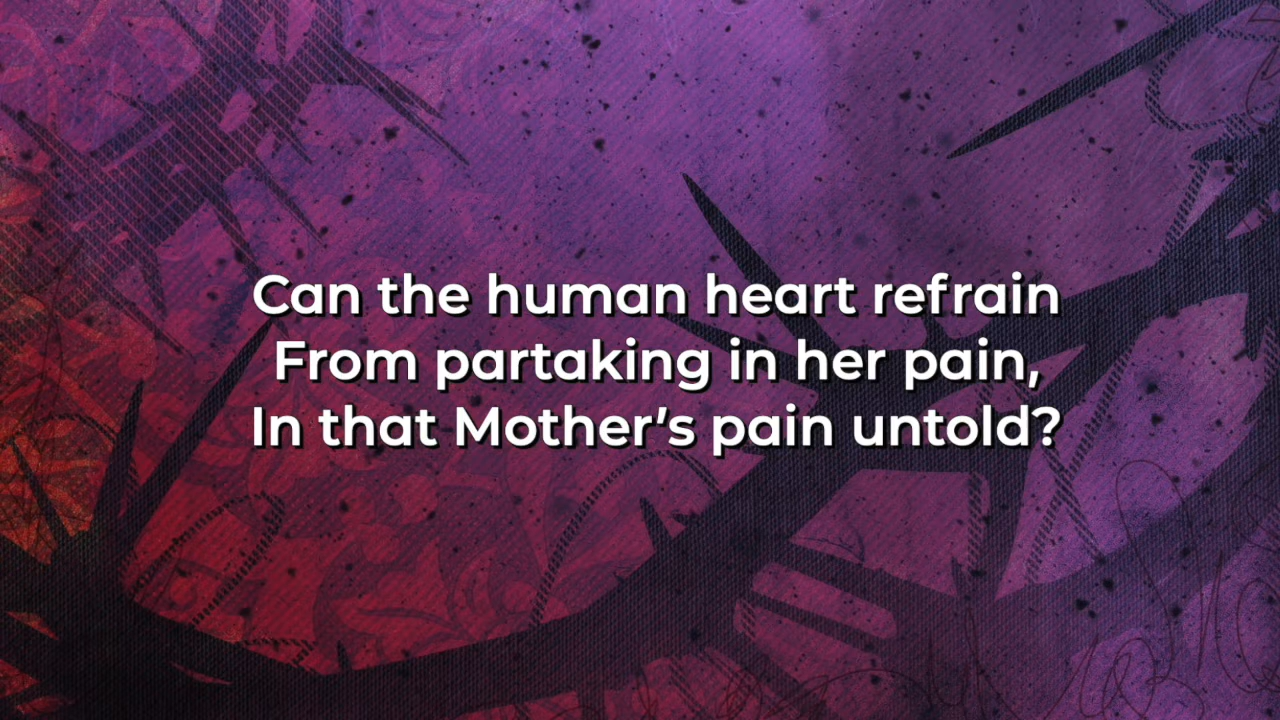 Can the human heart refrain
From partaking in her pain,
In that Mother's pain untold?